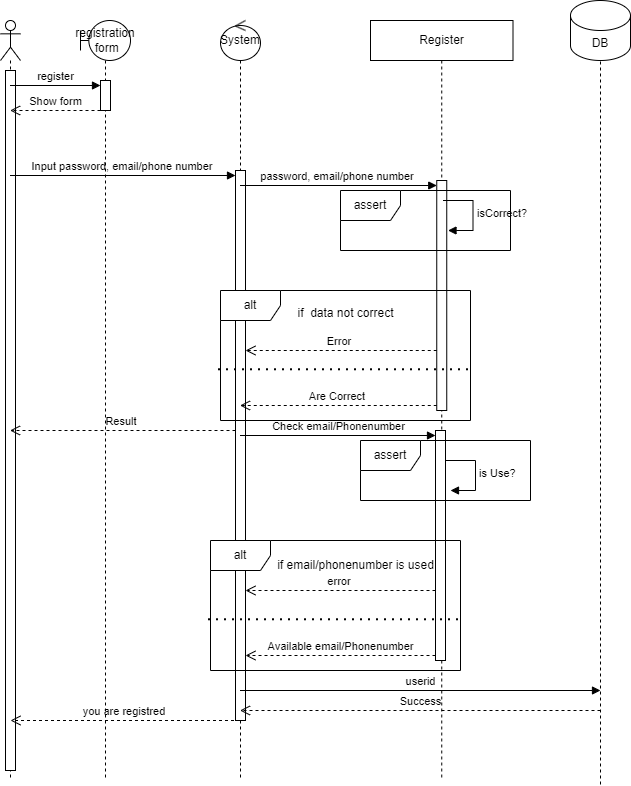 registration
form
System
Register
DB
register
Show form
Input password, email/phone number
password, email/phone number
assert
isCorrect?
alt
if  data not correct
Error
Are Correct
Result
Check email/Phonenumber
assert
is Use?
alt
if email/phonenumber is used
error
Available email/Phonenumber
userid
Success
you are registred